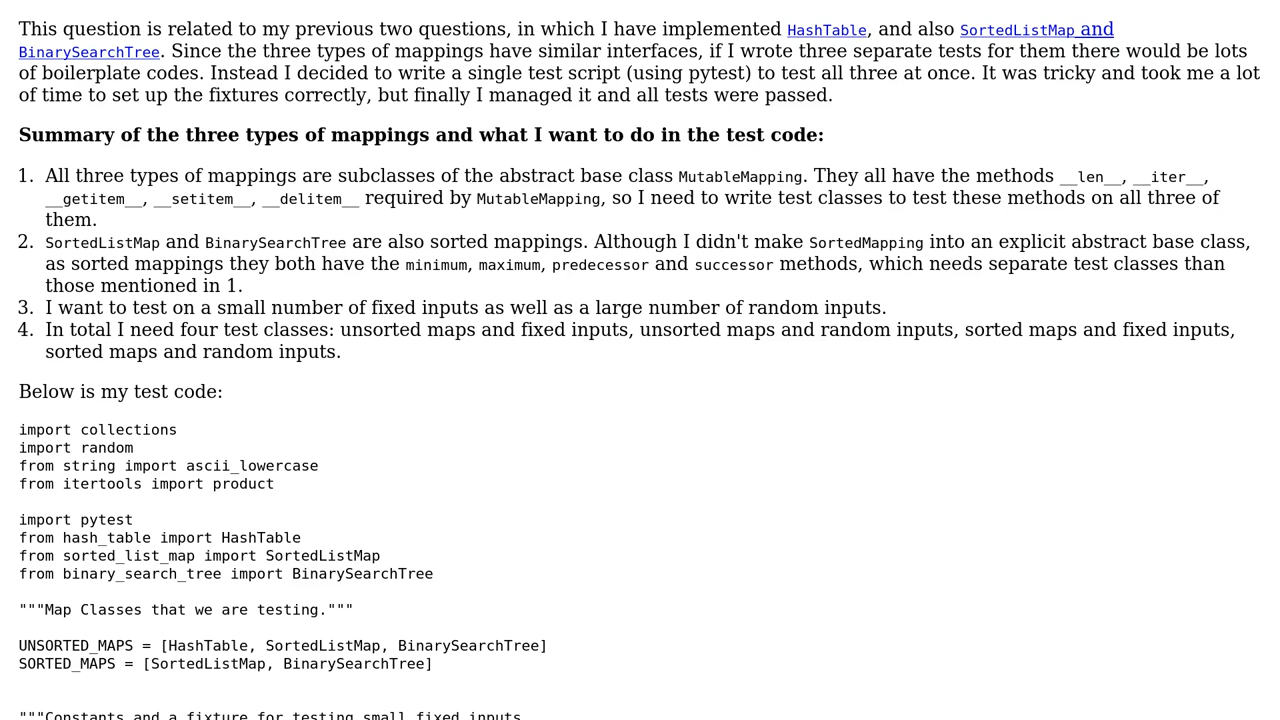 This question is related to my previous two questions, in which I have implemented HashTable, and also SortedListMap and
BinarySearchTree. Since the three types of mappings have similar interfaces, if I wrote three separate tests for them there would be lots
of boilerplate codes. Instead I decided to write a single test script (using pytest) to test all three at once. It was tricky and took me a lot
of time to set up the fixtures correctly, but finally I managed it and all tests were passed.
Summary of the three types of mappings and what I want to do in the test code:
1. All three types of mappings are subclasses of the abstract base class MutableMapping. They all have the methods __len__, __iter__,
__getitem__, __setitem__, __delitem__ required by MutableMapping, so I need to write test classes to test these methods on all three of
them.
2. SortedListMap and BinarySearchTree are also sorted mappings. Although I didn't make SortedMapping into an explicit abstract base class,
as sorted mappings they both have the minimum, maximum, predecessor and successor methods, which needs separate test classes than
those mentioned in 1.
3. I want to test on a small number of fixed inputs as well as a large number of random inputs.
4. In total I need four test classes: unsorted maps and fixed inputs, unsorted maps and random inputs, sorted maps and fixed inputs,
sorted maps and random inputs.
Below is my test code:
import collections
import random
from string import ascii_lowercase
from itertools import product
import pytest
from hash_table import HashTable
from sorted_list_map import SortedListMap
from binary_search_tree import BinarySearchTree
"""Map Classes that we are testing."""
UNSORTED_MAPS = [HashTable, SortedListMap, BinarySearchTree]
SORTED_MAPS = [SortedListMap, BinarySearchTree]
"""Constants and a fixture for testing small fixed inputs